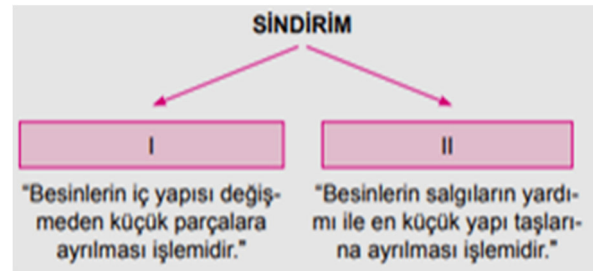 SİNDİRİM
I
II
"Besinlerin iç yapısı değiş-
meden küçük parçalara
ayrılması işlemidir."
"Besinlerin salgıların yardı-
mı ile en küçük yapı taşları-
na ayrılması işlemidir."